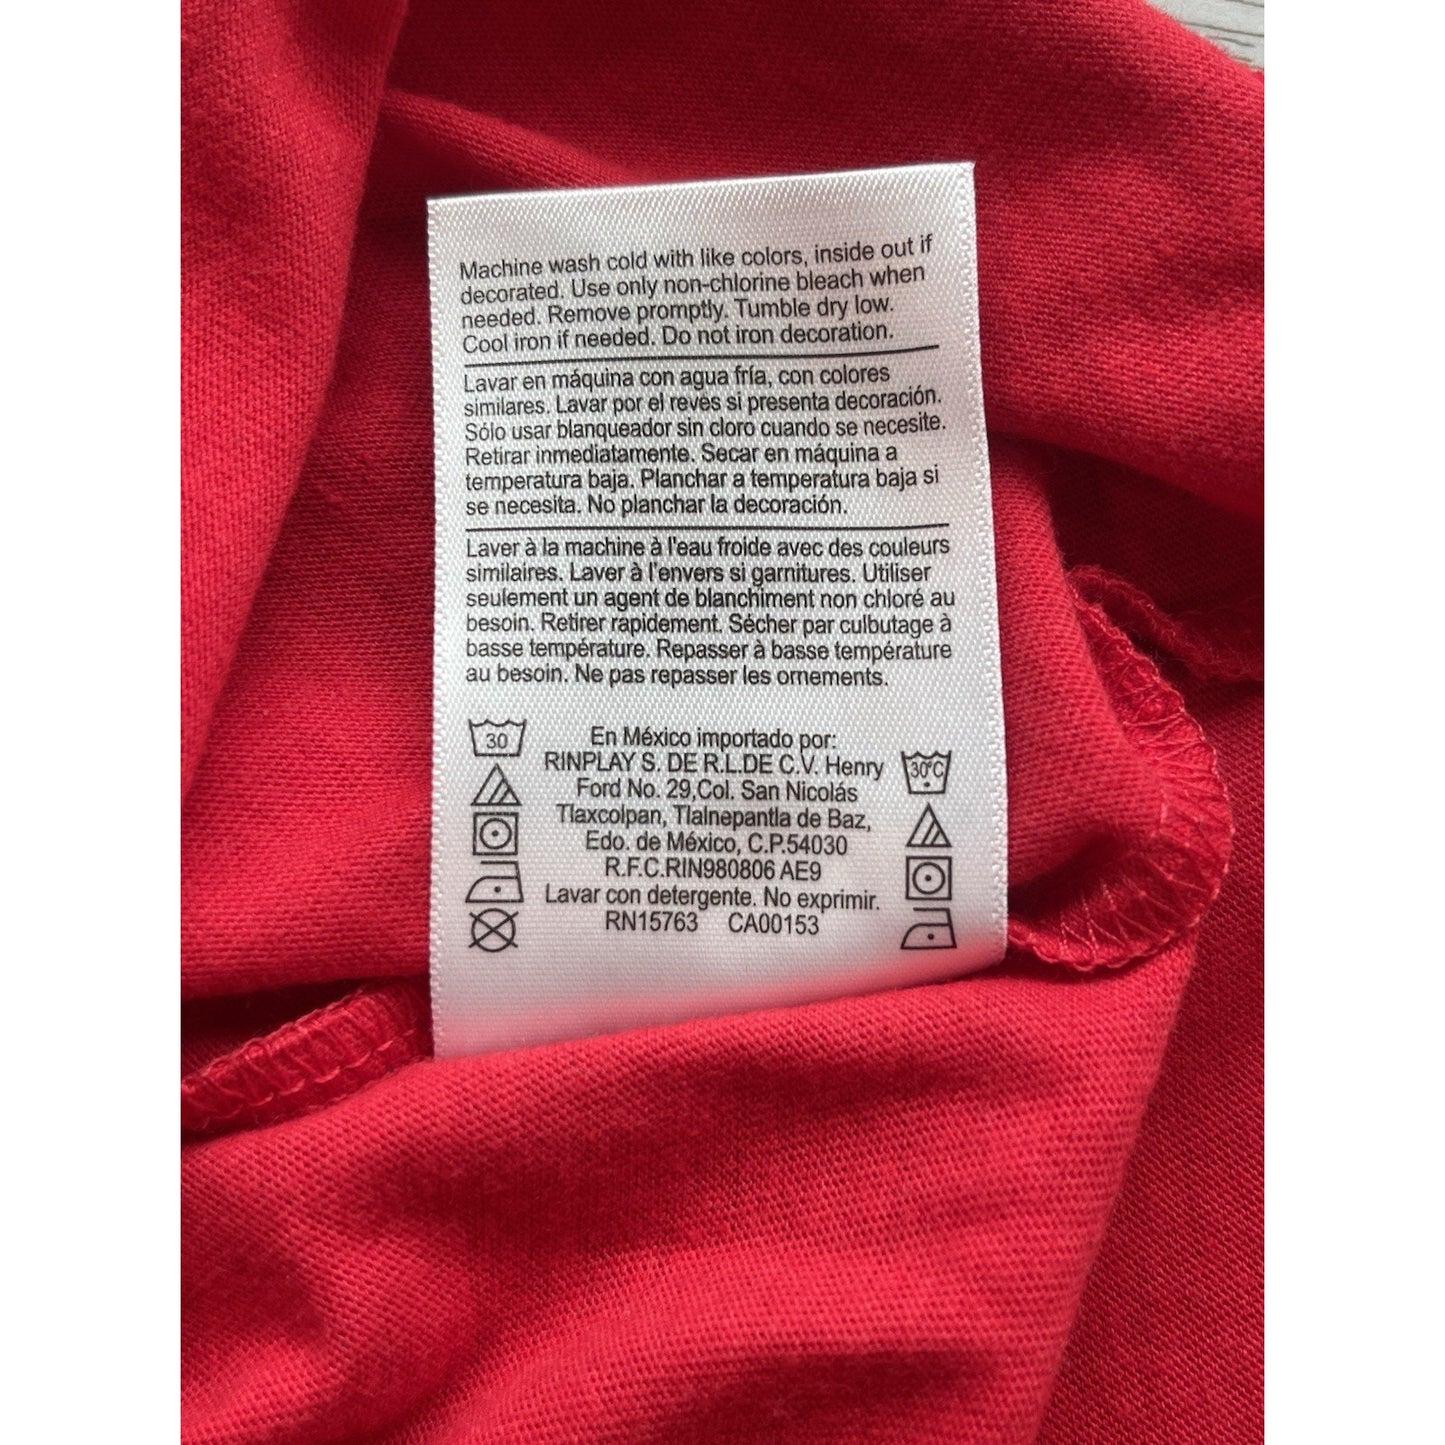 Machine wash cold with like colors, inside out if
decorated. Use only non-chlorine bleach when
needed. Remove promptly. Tumble dry low.
Cool iron if needed. Do not iron decoration.
Lavar en máquina con agua fría, con colores
similares. Lavar por el revés si presenta decoración.
Sólo usar blanqueador sin cloro cuando se necesite.
Retirar inmediatamente. Secar en máquina a
temperatura baja. Planchar a temperatura baja si
se necesita. No planchar la decoración.
Laver à la machine à l'eau froide avec des couleurs
similaires. Laver à l'envers si garnitures. Utiliser
seulement un agent de blanchiment non chloré au
besoin. Retirer rapidement. Sécher par culbutage à
basse température. Repasser à basse température
au besoin. Ne pas repasser les ornements.
30
En México importado por:
RINPLAY S. DE R.L.DE C.V. Henry
Ford No. 29,Col. San Nicolás
Tlaxcolpan, Tlalnepantla de Baz,
Edo. de México, C.P.54030
R.F.C.RIN980806 AE9
Lavar con detergente. No exprimir.
RN15763 CA00153
30°C